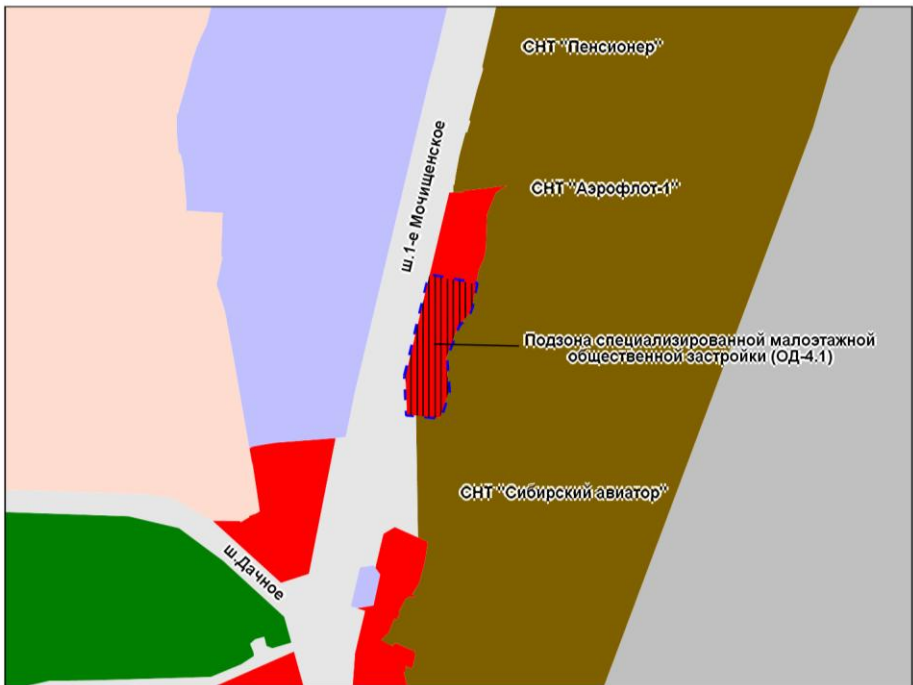 СНТ "Пенсионер"
ш.1-е Мочищенское
СНТ "Аэрофлот-1"
Подзона специализированной малоэтажной
общественной застройки (ОД-4.1)
СНТ "Сибирский авиатор"
ш.Дачное